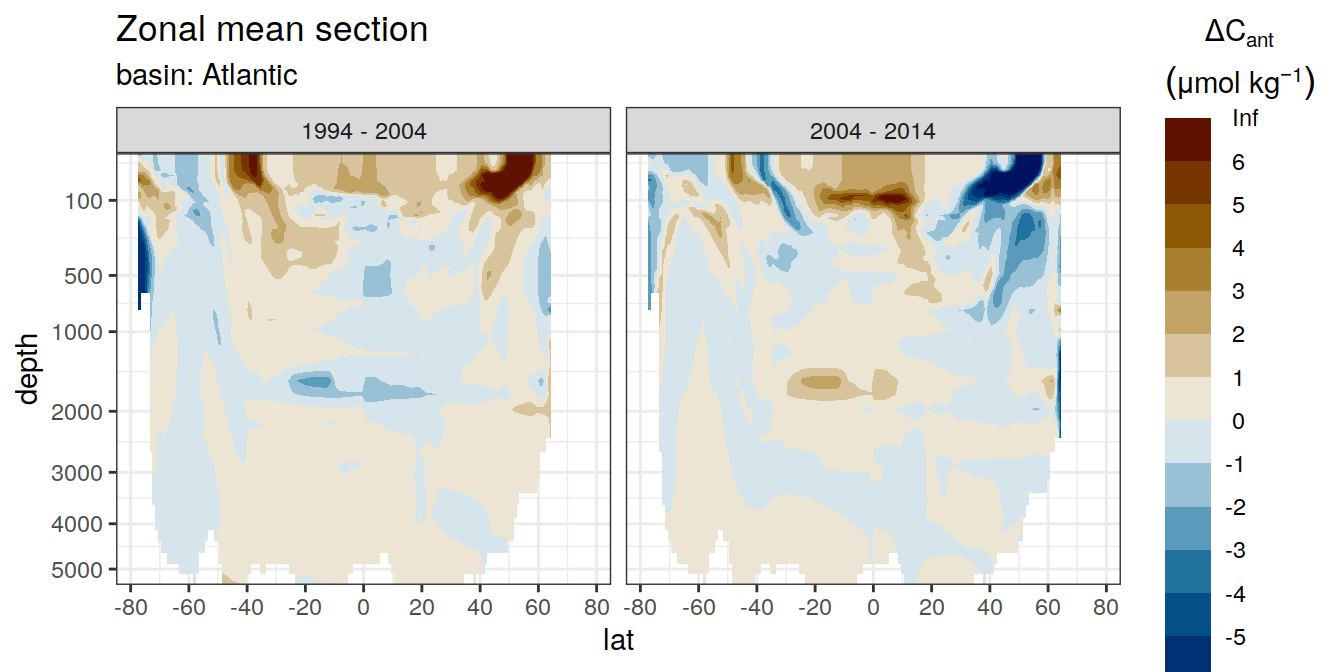 Zonal mean section
basin: Atlantic
ΔCant
(μmol kg⁻¹)
1994 - 2004
2004 - 2014
Inf
6
5
4
3
2
1
0
-1
-2
-3
-4
-5
depth
100
500
1000
2000
3000
4000
5000
-80 -60 -40 -20 0 20 40 60 80
-80 -60 -40 -20 0 20 40 60 80
lat